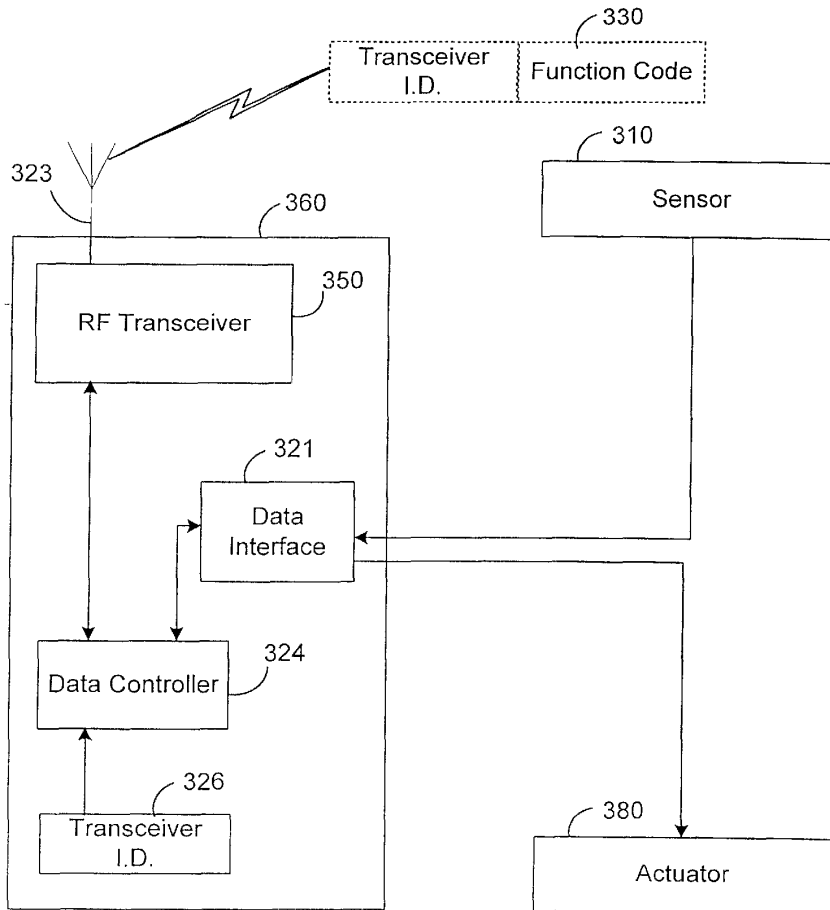 330
Transceiver
I.D.
Function Code
310
Sensor
323
360
350
RF Transceiver
321
Data
Interface
324
Data Controller
326
Transceiver
I.D.
380
Actuator